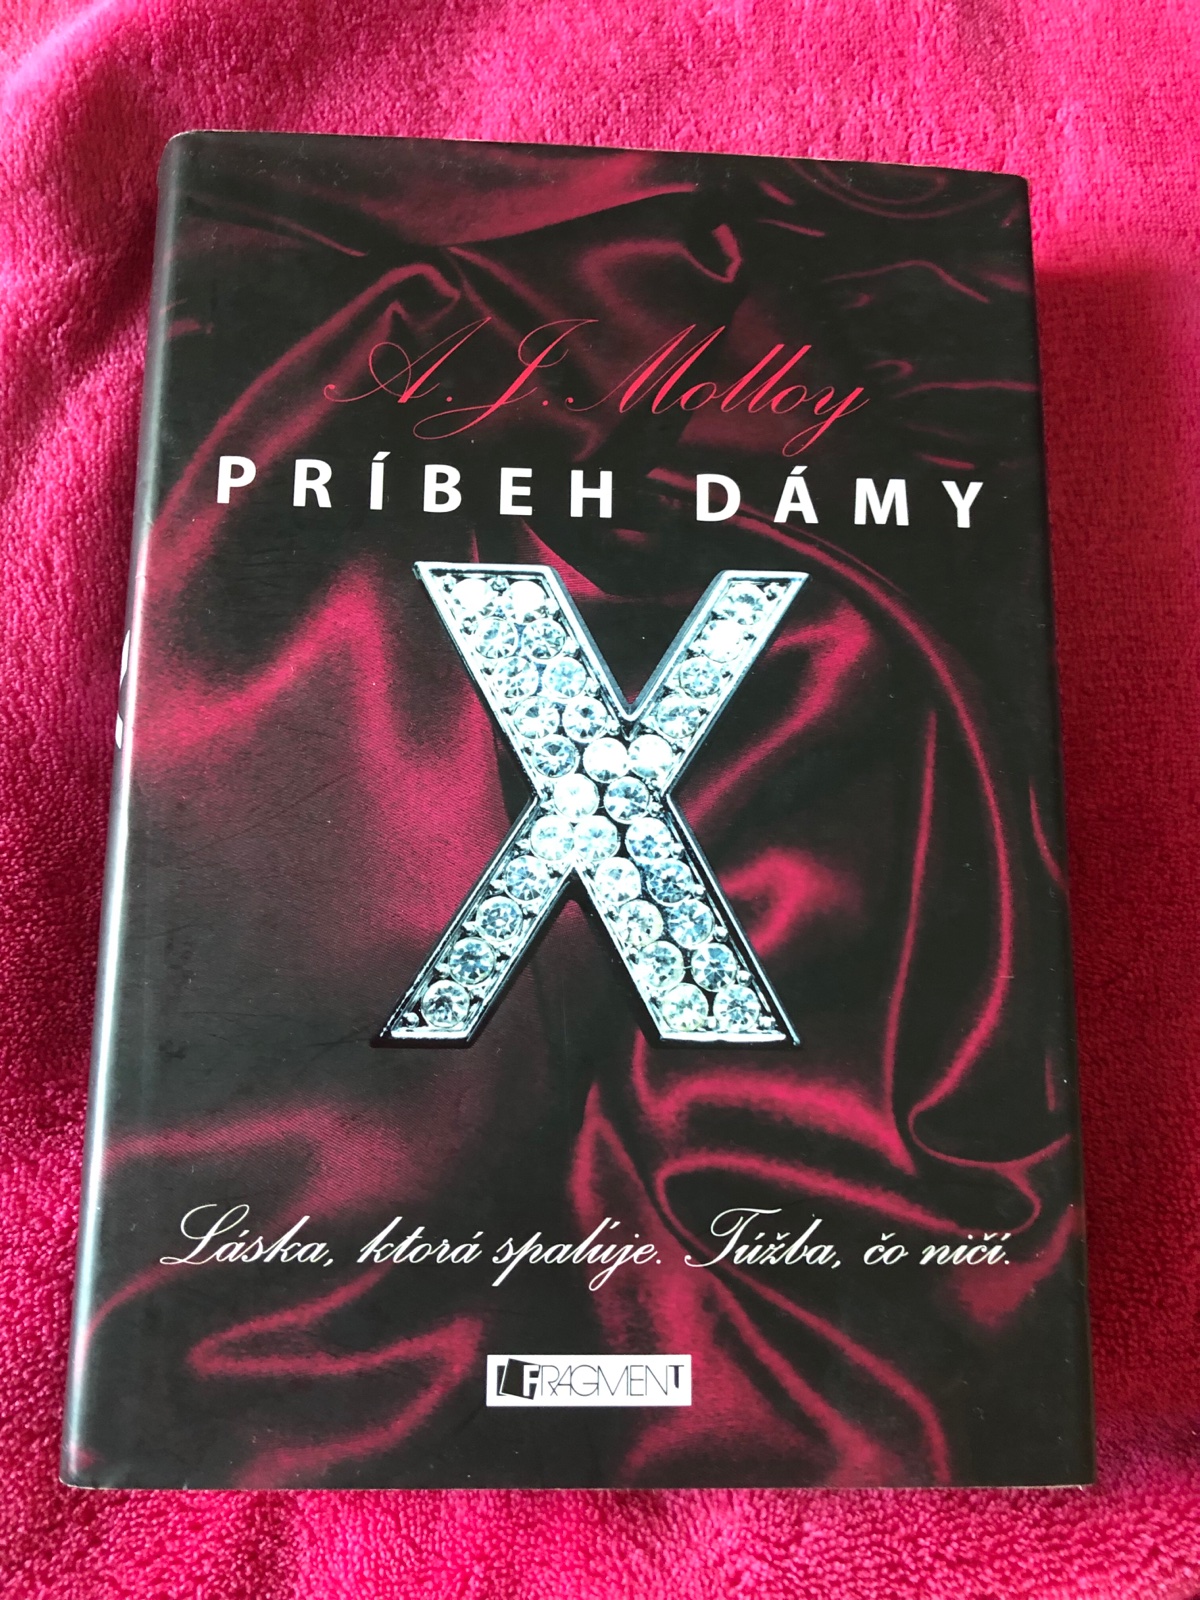 A. J. Molloy
PRÍBEH DÁMY
X
Láska, ktorá spaľuje. Túžba, čo ničí.
FRAGMENT